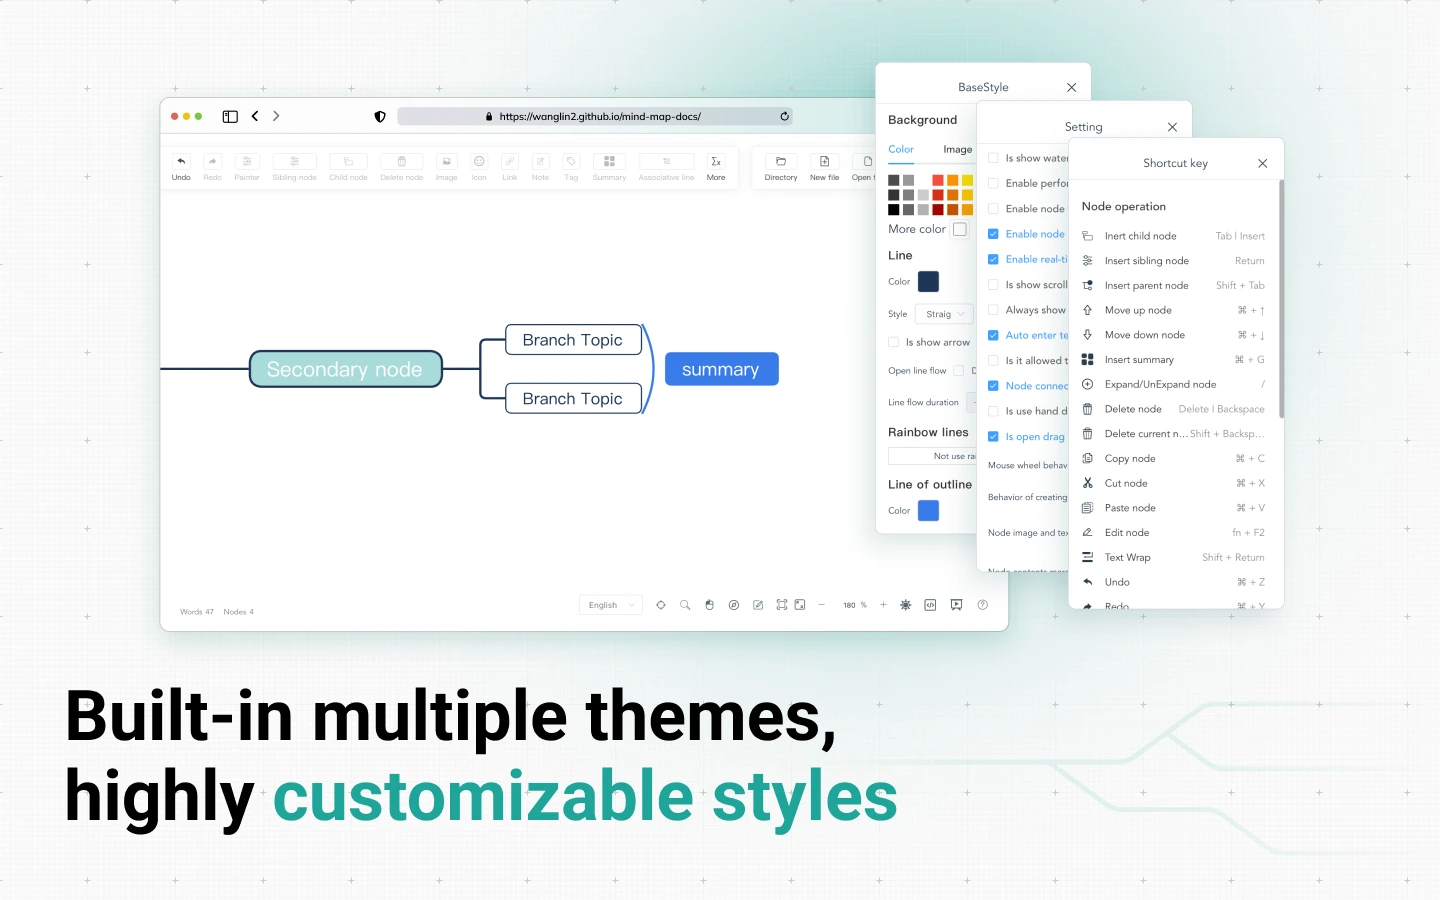 https://wanglin2.github.io/mind-map-docs/
Undo Redo Painter Sibling node Child node Delete node Image Icon Link Note Tag Summary Associative line More
Directory New file Open
Secondary node
Branch Topic
Branch Topic
summary
Words 47 Nodes 4
English
180 %
BaseStyle
Background
Color Image
More color
Line
Color
Style Straig
Is show arrow
Open line flow D
Line flow duration
Rainbow lines
Not use rai
Line of outline
Color
Setting
Is show water
Enable perfor
Enable node
Enable node
Enable real-ti
Is show scroll
Always show
Auto enter te
Is it allowed t
Node connec
Is use hand d
Is open drag
Mouse wheel behav
Behavior of creating
Node image and tex
Shortcut key
Node operation
Inert child node Tab | Insert
Insert sibling node Return
Insert parent node Shift + Tab
Move up node ⌘ + ↑
Move down node ⌘ + ↓
Insert summary ⌘ + G
Expand/UnExpand node /
Delete node Delete | Backspace
Delete current n... Shift + Backsp...
Copy node ⌘ + C
Cut node ⌘ + X
Paste node ⌘ + V
Edit node fn + F2
Text Wrap Shift + Return
Undo ⌘ + Z
Redo ⌘ + Y
Built-in multiple themes,
highly customizable styles